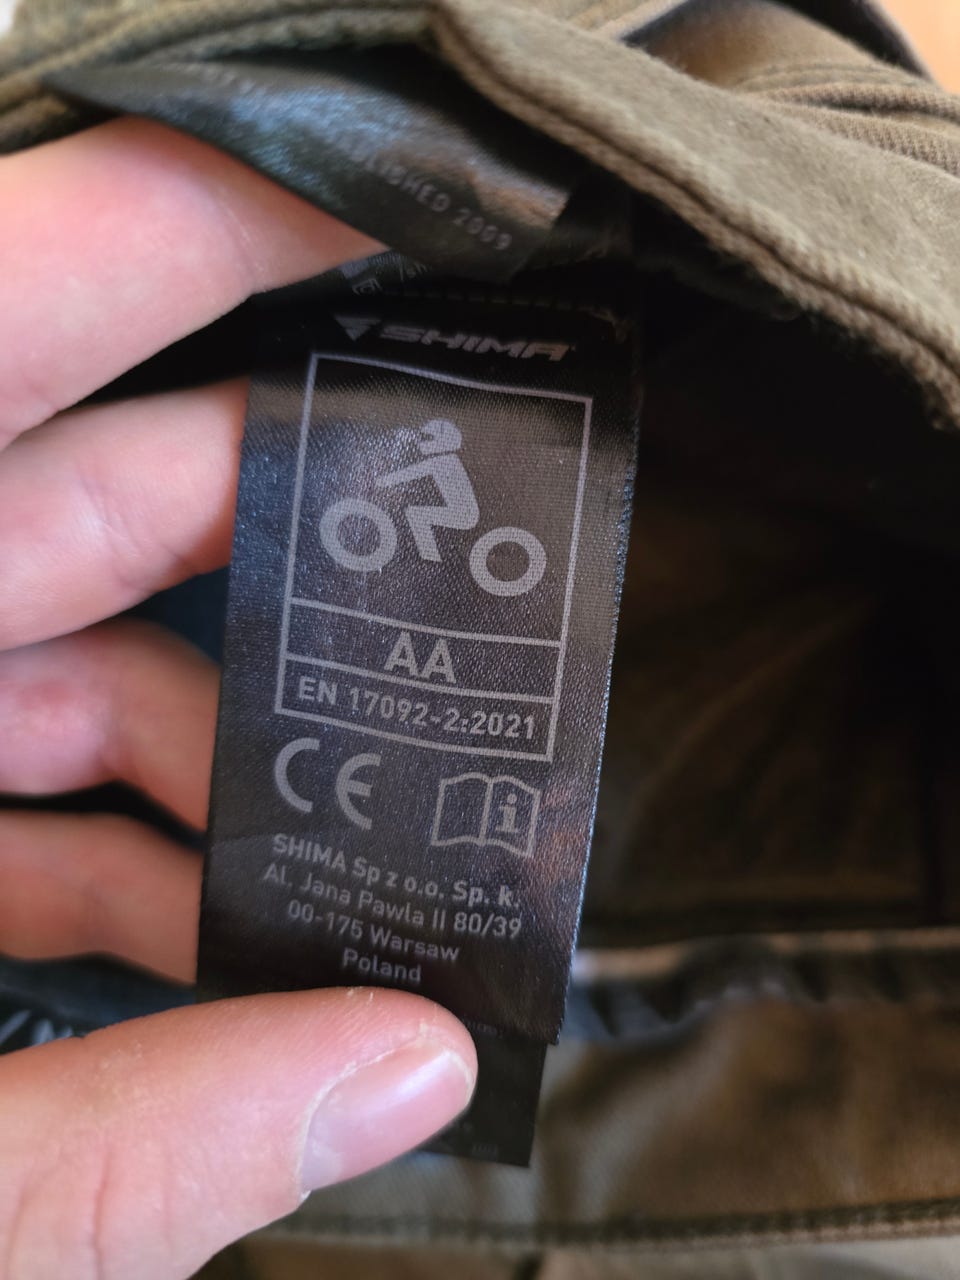 2009
SHIMA
AA
EN 17092-2:2021
CE
i
SHIMA Sp z o.o. Sp. k.
Al. Jana Pawla II 80/39
00-175 Warsaw
Poland